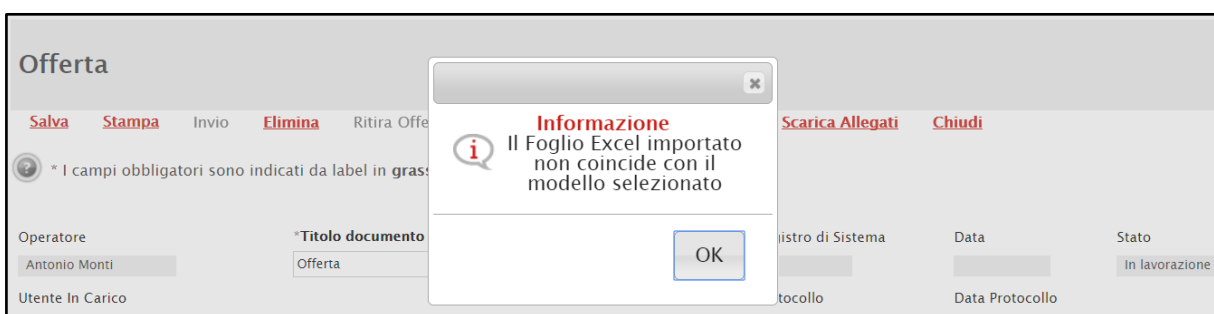 Offerta
Salva Stampa Invio Elimina Ritira Offe Scarica Allegati Chiudi
Informazione
Il Foglio Excel importato
non coincide con il
modello selezionato
* I campi obbligatori sono indicati da label in gras
OK
Operatore *Titolo documento istro di Sistema Data Stato
Antonio Monti Offerta In lavorazione
Utente In Carico tocollo Data Protocollo